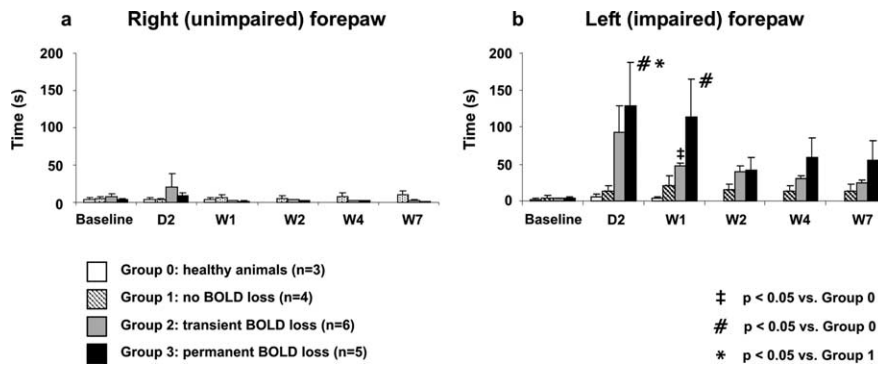 a Right (unimpaired) forepaw
Time (s)
200
150
100
50
0
Baseline D2 W1 W2 W4 W7
b Left (impaired) forepaw
Time (s)
200
150
100
50
0
# *
#
‡
Baseline D2 W1 W2 W4 W7
Group 0: healthy animals (n=3)
Group 1: no BOLD loss (n=4)
Group 2: transient BOLD loss (n=6)
Group 3: permanent BOLD loss (n=5)
‡ p < 0.05 vs. Group 0
# p < 0.05 vs. Group 0
* p < 0.05 vs. Group 1